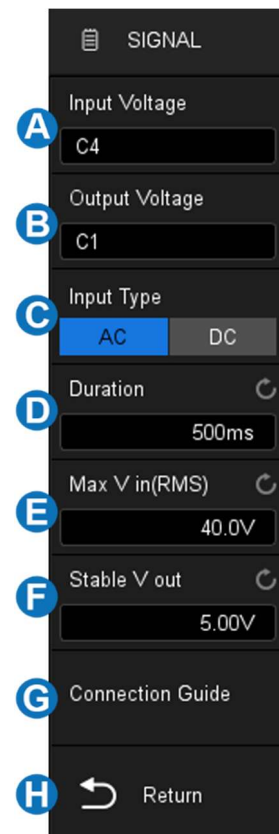 SIGNAL
A
Input Voltage
C4
B
Output Voltage
C1
C
Input Type
AC DC
D
Duration
500ms
E
Max V in(RMS)
40.0V
F
Stable V out
5.00V
G
Connection Guide
H
Return